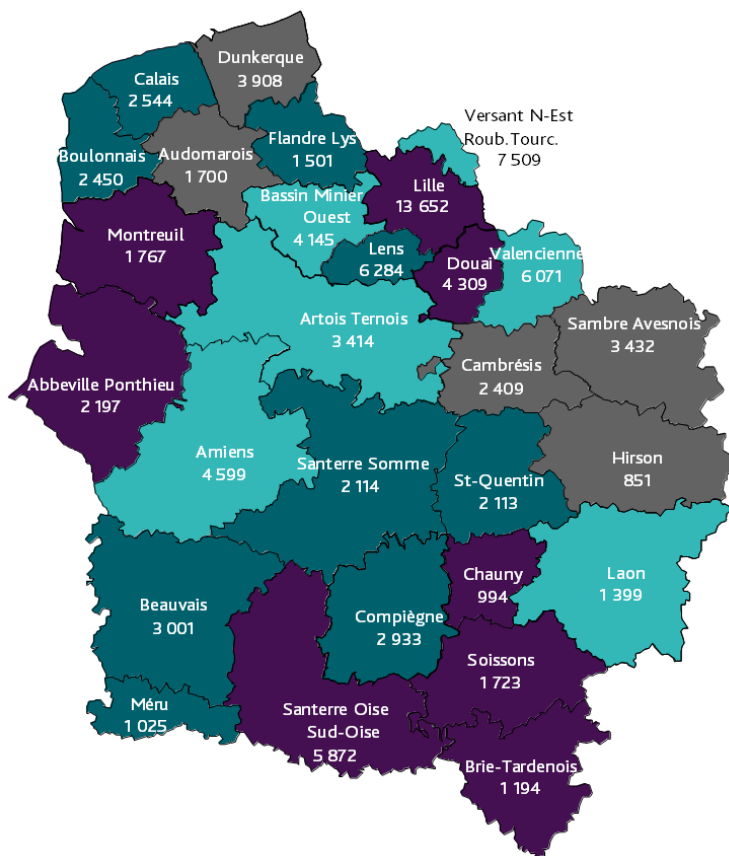 Dunkerque
3 908
Calais
2 544
Versant N-Est
Roub.Tourc.
7 509
Flandre Lys
1 501
Boulonnais
2 450
Audomarois
1 700
Lille
13 652
Bassin Minier
Ouest
4 145
Montreuil
1 767
Lens
6 284
Douai
4 309
Valencienne
6 071
Artois Ternois
3 414
Sambre Avesnois
3 432
Cambrésis
2 409
Abbeville Ponthieu
2 197
Amiens
4 599
Santerre Somme
2 114
St-Quentin
2 113
Hirson
851
Chauny
994
Laon
1 399
Beauvais
3 001
Compiègne
2 933
Soissons
1 723
Méru
1 025
Santerre Oise
Sud-Oise
5 872
Brie-Tardenois
1 194